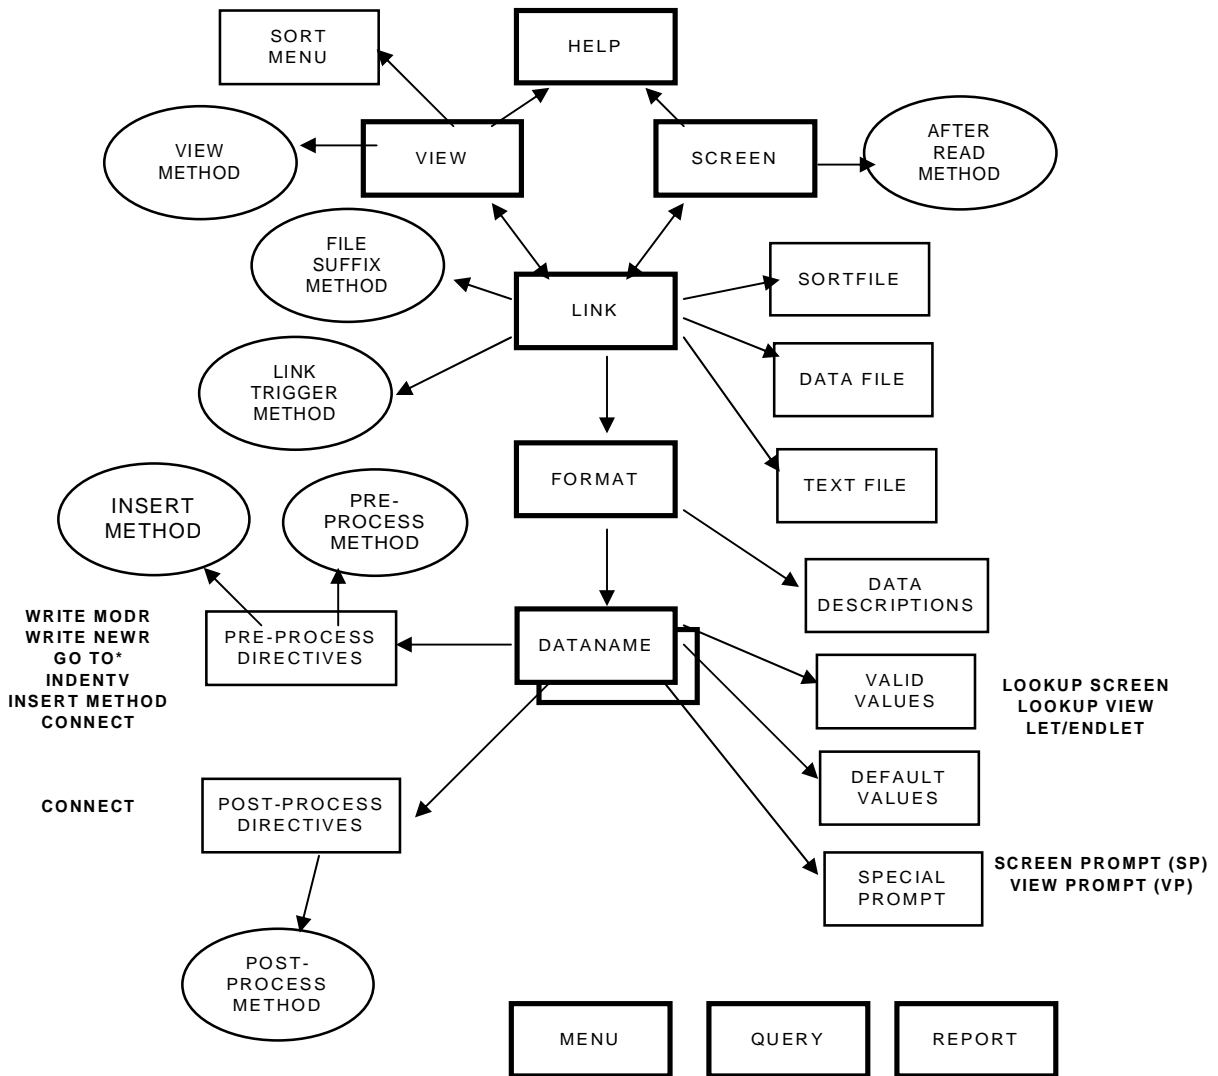 SORT
MENU
HELP
VIEW
METHOD
VIEW
SCREEN
AFTER
READ
METHOD
FILE
SUFFIX
METHOD
LINK
SORTFILE
LINK
TRIGGER
METHOD
DATA FILE
INSERT
METHOD
PRE-
PROCESS
METHOD
FORMAT
TEXT FILE
DATA
DESCRIPTIONS
WRITE MODR
WRITE NEWR
GO TO*
INDENTV
INSERT METHOD
CONNECT
PRE-PROCESS
DIRECTIVES
DATANAME
VALID
VALUES
LOOKUP SCREEN
LOOKUP VIEW
LET/ENDLET
CONNECT
POST-PROCESS
DIRECTIVES
DEFAULT
VALUES
SPECIAL
PROMPT
SCREEN PROMPT (SP)
VIEW PROMPT (VP)
POST-
PROCESS
METHOD
MENU
QUERY
REPORT